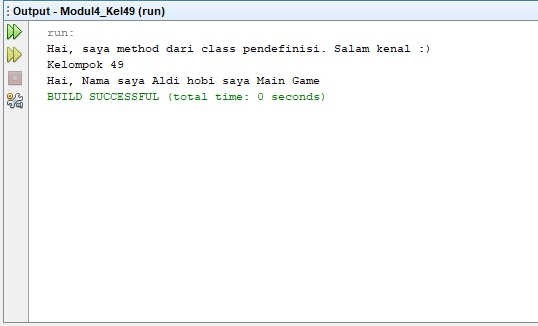 Output - Modul4_Kel49 (run)
run:
Hai, saya method dari class pendefinisi. Salam kenal :)
Kelompok 49
Hai, Nama saya Aldi hobi saya Main Game
BUILD SUCCESSFUL (total time: 0 seconds)